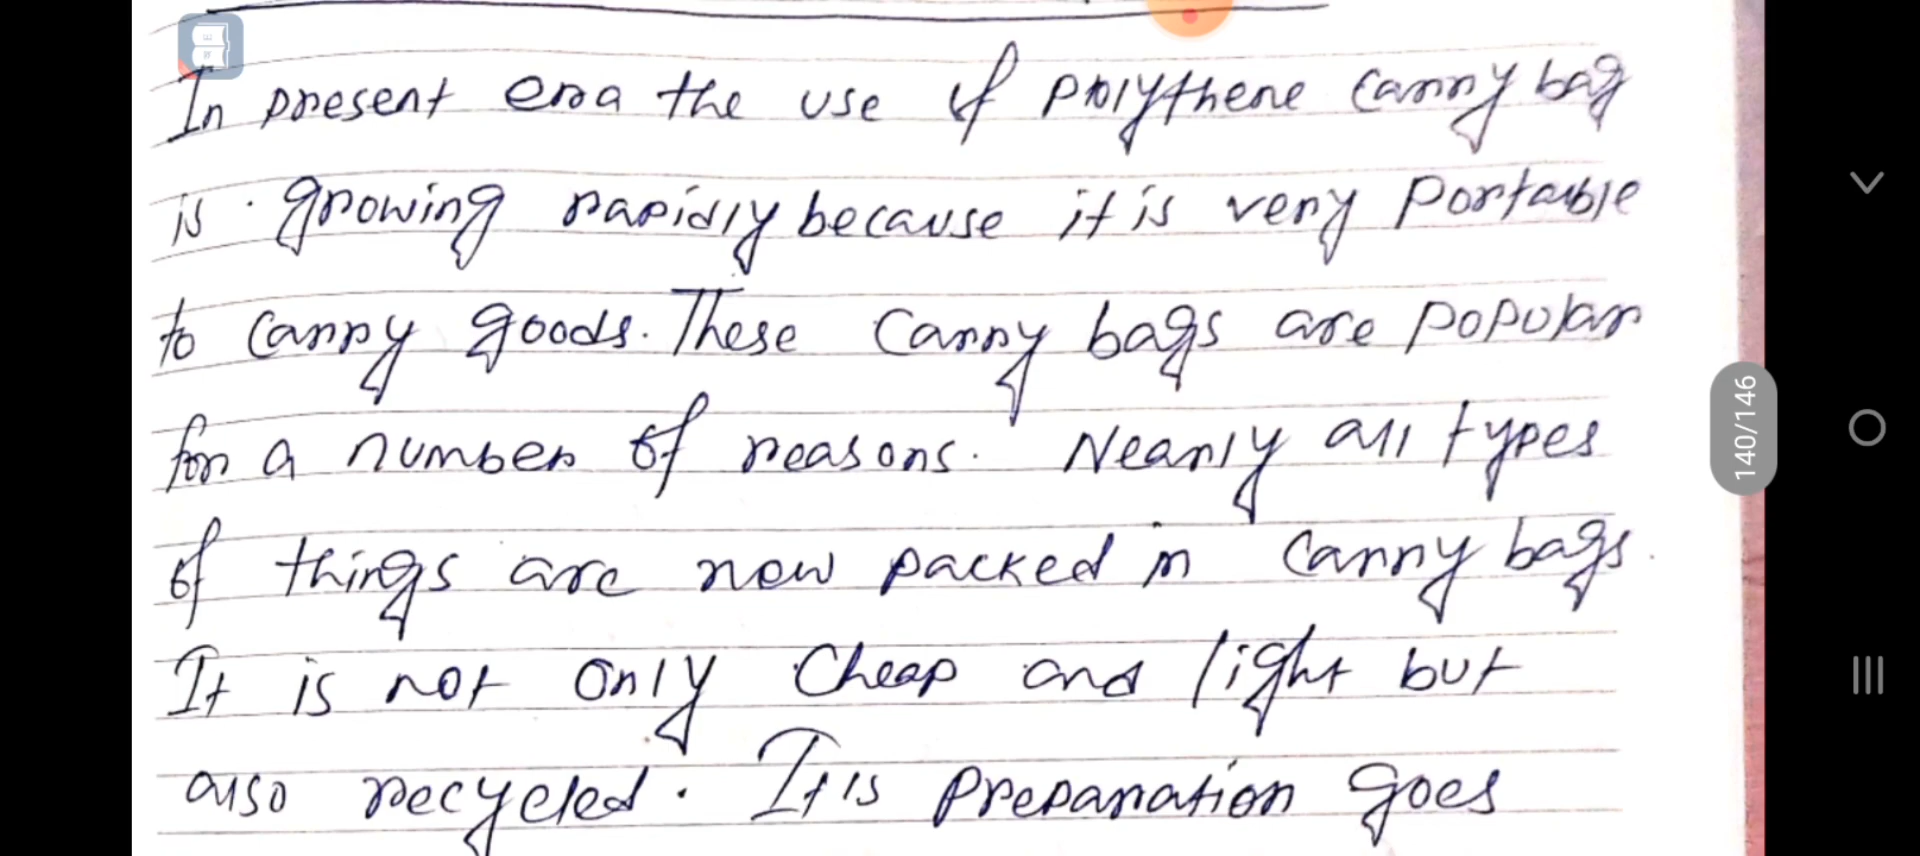 In present era the use of polythene carry bag
is growing rapidly because it is very portable
to carry goods. These carry bags are popular
for a number of reasons. Nearly all types
of things are now packed in carry bags.
It is not only cheap and light but
also recycled. It is preparation goes
140/146